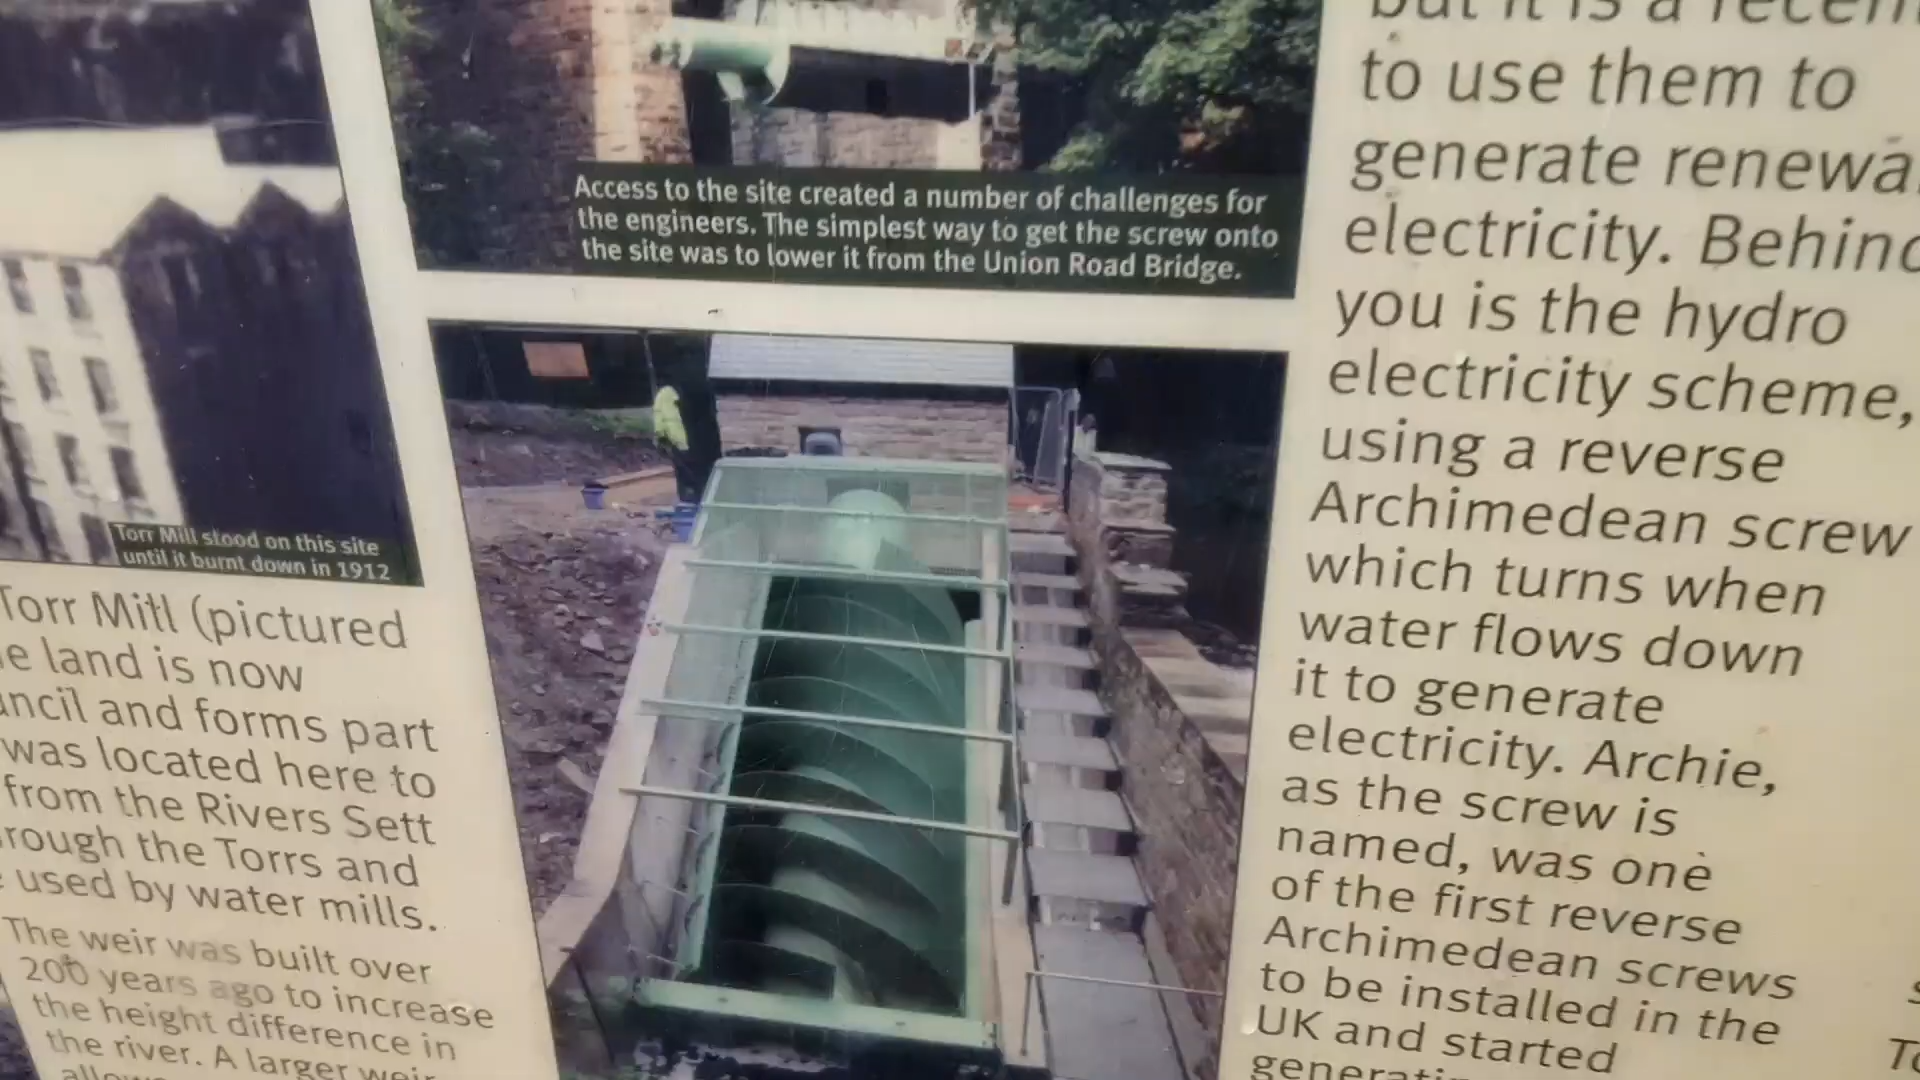 Torr Mill stood on this site
until it burnt down in 1912
Torr Mill (pictured
land is now
and forms part
was located here to
from the Rivers Sett
the Torrs and
used by water mills.
The weir was built over
200 years ago to increase
the height difference in
the river. A larger weir
Access to the site created a number of challenges for
the engineers. The simplest way to get the screw onto
the site was to lower it from the Union Road Bridge.
but it is a
to use them to
generate
electricity. Behind
you is the hydro
electricity scheme,
using a reverse
Archimedean screw
which turns when
water flows down
it to generate
electricity. Archie,
as the screw is
named, was one
of the first reverse
Archimedean screws
to be installed in the
UK and started